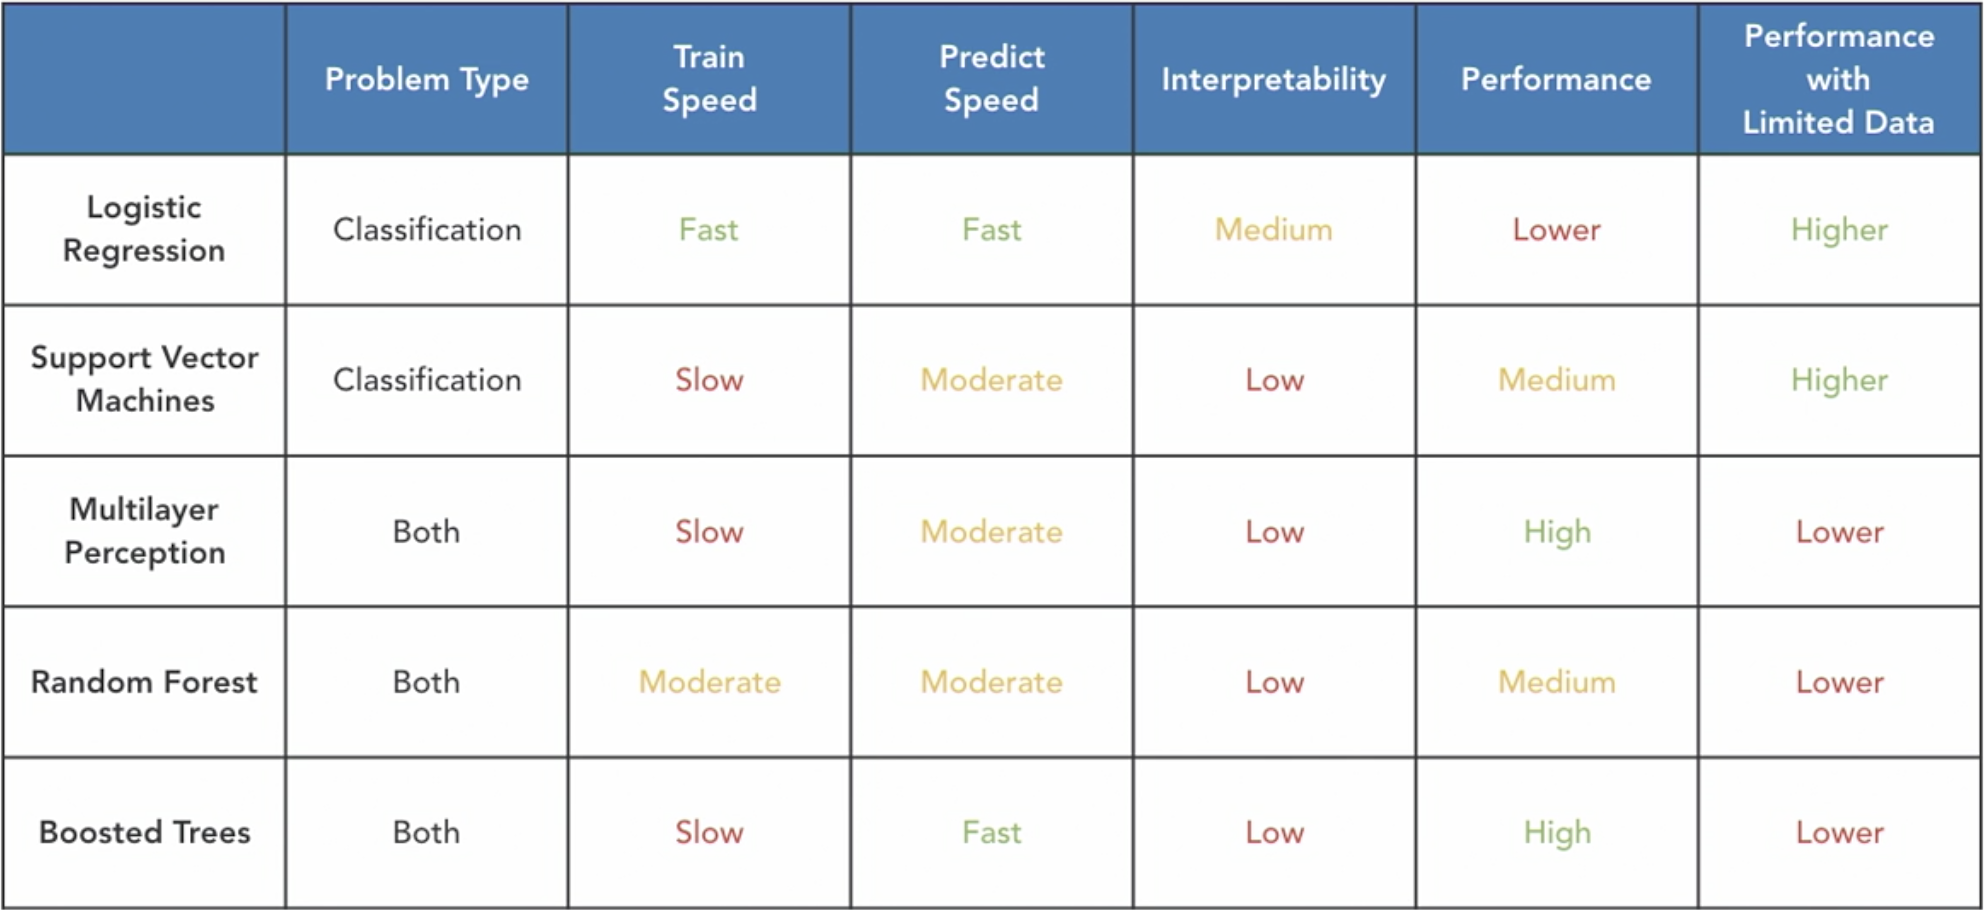 Problem Type
Train
Speed
Predict
Speed
Interpretability
Performance
Performance
with
Limited Data
Logistic
Regression
Classification
Fast
Fast
Medium
Lower
Higher
Support Vector
Machines
Classification
Slow
Moderate
Low
Medium
Higher
Multilayer
Perception
Both
Slow
Moderate
Low
High
Lower
Random Forest
Both
Moderate
Moderate
Low
Medium
Lower
Boosted Trees
Both
Slow
Fast
Low
High
Lower